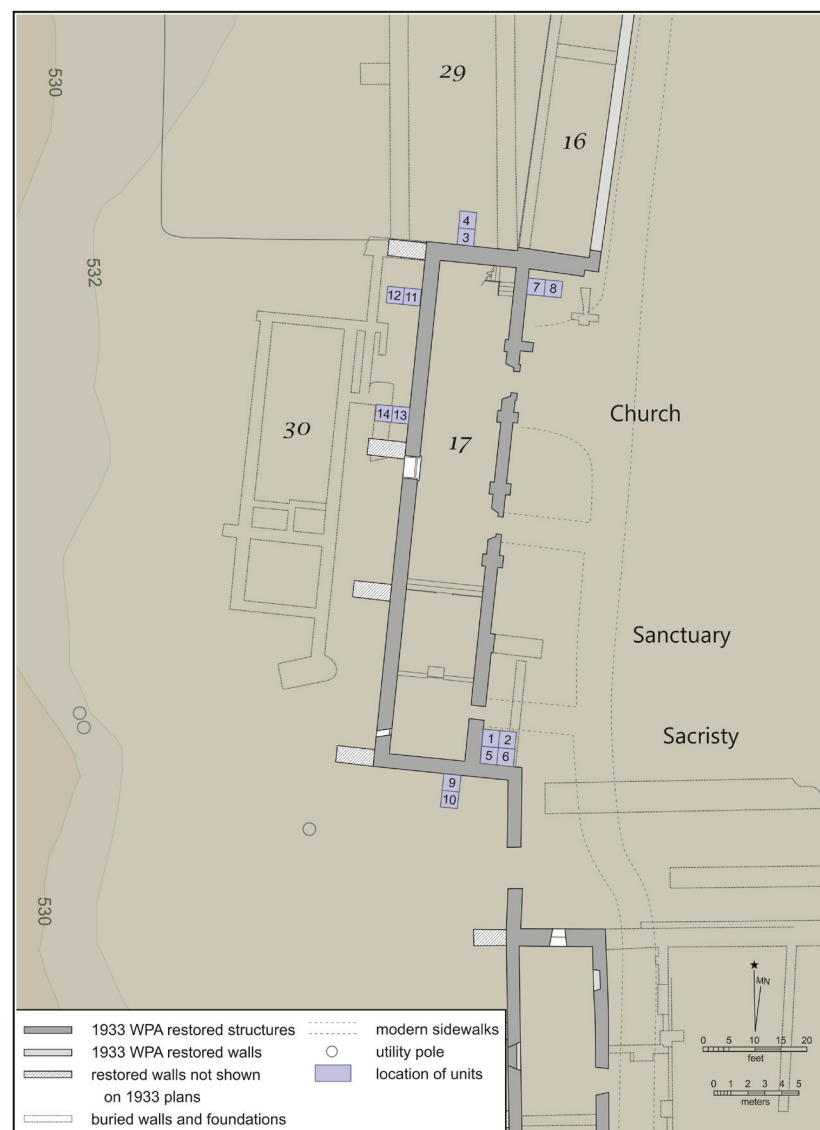 530
29
16
4
3
532
12 11
7 8
14 13
30
17
Church
Sanctuary
Sacristy
1 2
5 6
9
10
530
MN
0 5 10 15 20
feet
0 1 2 3 4 5
meters
1933 WPA restored structures
1933 WPA restored walls
restored walls not shown
on 1933 plans
buried walls and foundations
modern sidewalks
utility pole
location of units